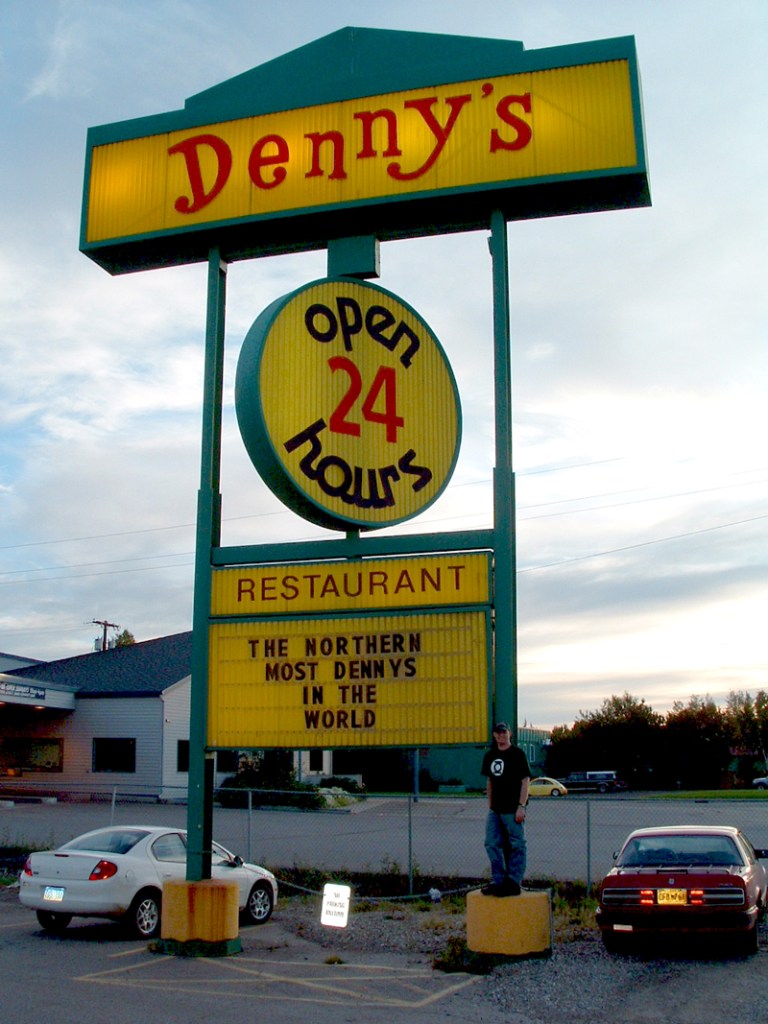 Denny's
open
24
hours
RESTAURANT
THE NORTHERN
MOST DENNYS
IN THE
WORLD